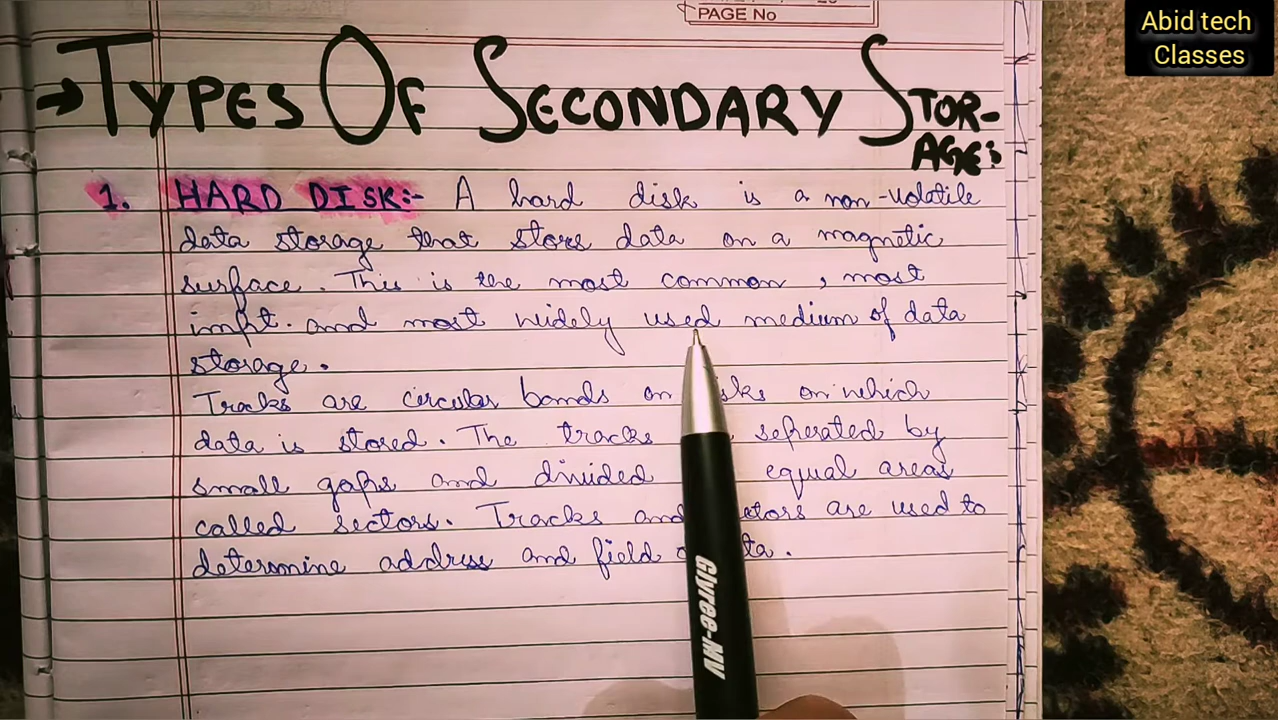 PAGE No
Abid tech
Classes
→ TYPES OF SECONDARY STOR-
AGE:
1. HARD DISK:- A hard disk is a non-volatile
data storage that stores data on a magnetic
surface. This is the most common, most
impt. and most widely used medium of data
storage.
Tracks are circular bands on which
data is stored. The tracks seperated by
small gaps and divided equal areas
called sectors. Tracks and are used to
determine address and field
Glyree-MV